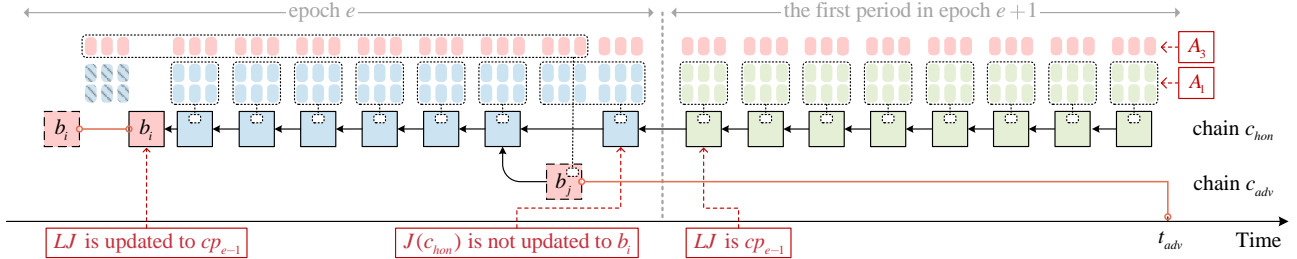 epoch e
the first period in epoch e+1
A₃
A₁
b_i
b_i
chain c_hon
b_j
chain c_adv
LJ is updated to cp_{e−1}
J(c_hon) is not updated to b_i
LJ is cp_{e−1}
t_adv
Time